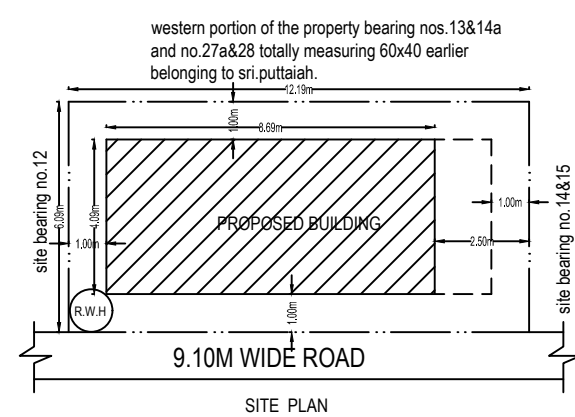 western portion of the property bearing nos.13&14a
and no.27a&28 totally measuring 60x40 earlier
belonging to sri.puttaiah.
12.19m
1.00m
8.69m
site bearing no.12
6.09m
4.09m
1.00m
PROPOSED BUILDING
1.00m
2.50m
site bearing no. 14&15
R.W.H
1.00m
9.10M WIDE ROAD
SITE PLAN